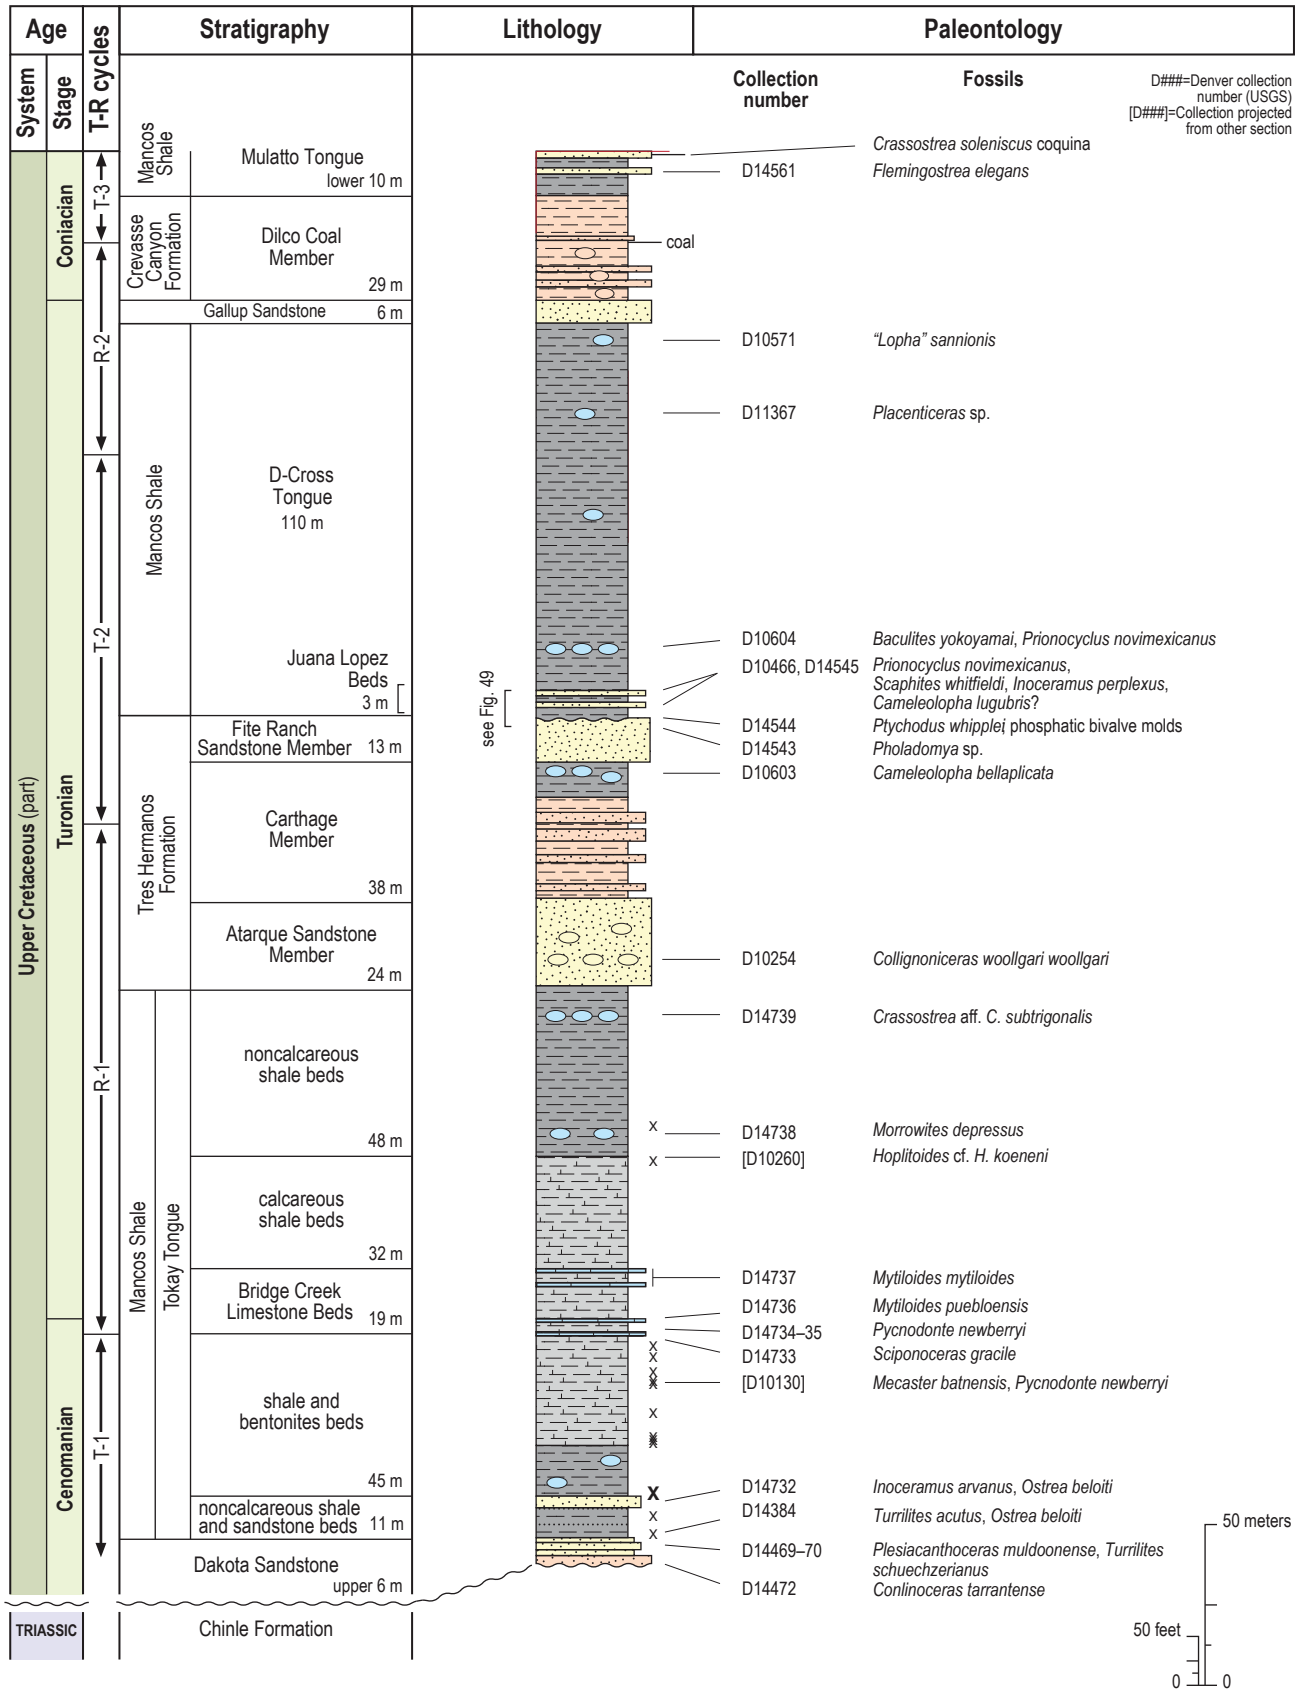 Age
T-R cycles
Stratigraphy
Lithology
Paleontology
System
Stage
Collection
number
Fossils
D###=Denver collection
number (USGS)
[D###]=Collection projected
from other section
Upper Cretaceous (part)
TRIASSIC
Coniacian
Turonian
Cenomanian
T-3
R-2
T-2
R-1
T-1
Mancos
Shale
Mulatto Tongue
lower 10 m
Crevasse
Canyon
Formation
Dilco Coal
Member
29 m
Gallup Sandstone 6 m
Mancos Shale
D-Cross
Tongue
110 m
Juana Lopez
Beds
3 m
Tres Hermanos
Formation
Fite Ranch
Sandstone Member 13 m
Carthage
Member
38 m
Atarque Sandstone
Member
24 m
Mancos Shale
Tokay Tongue
noncalcareous
shale beds
48 m
calcareous
shale beds
32 m
Bridge Creek
Limestone Beds 19 m
shale and
bentonites beds
45 m
noncalcareous shale
and sandstone beds 11 m
Dakota Sandstone
upper 6 m
Chinle Formation
coal
see Fig. 49
x
x
x
x
x
x
x
x
x
x
x
X
x
x
Crassostrea soleniscus coquina
D14561 Flemingostrea elegans
D10571 “Lopha” sannionis
D11367 Placenticeras sp.
D10604 Baculites yokoyamai, Prionocyclus novimexicanus
D10466, D14545 Prionocyclus novimexicanus,
Scaphites whitfieldi, Inoceramus perplexus,
Cameleolopha lugubris?
D14544 Ptychodus whipplei; phosphatic bivalve molds
D14543 Pholadomya sp.
D10603 Cameleolopha bellaplicata
D10254 Collignoniceras woollgari woollgari
D14739 Crassostrea aff. C. subtrigonalis
D14738 Morrowites depressus
[D10260] Hoplitoides cf. H. koeneni
D14737 Mytiloides mytiloides
D14736 Mytiloides puebloensis
D14734–35 Pycnodonte newberryi
D14733 Sciponoceras gracile
[D10130] Mecaster batnensis, Pycnodonte newberryi
D14732 Inoceramus arvanus, Ostrea beloiti
D14384 Turrilites acutus, Ostrea beloiti
D14469–70 Plesiacanthoceras muldoonense, Turrilites
schuechzerianus
D14472 Conlinoceras tarrantense
50 meters
50 feet
0
0